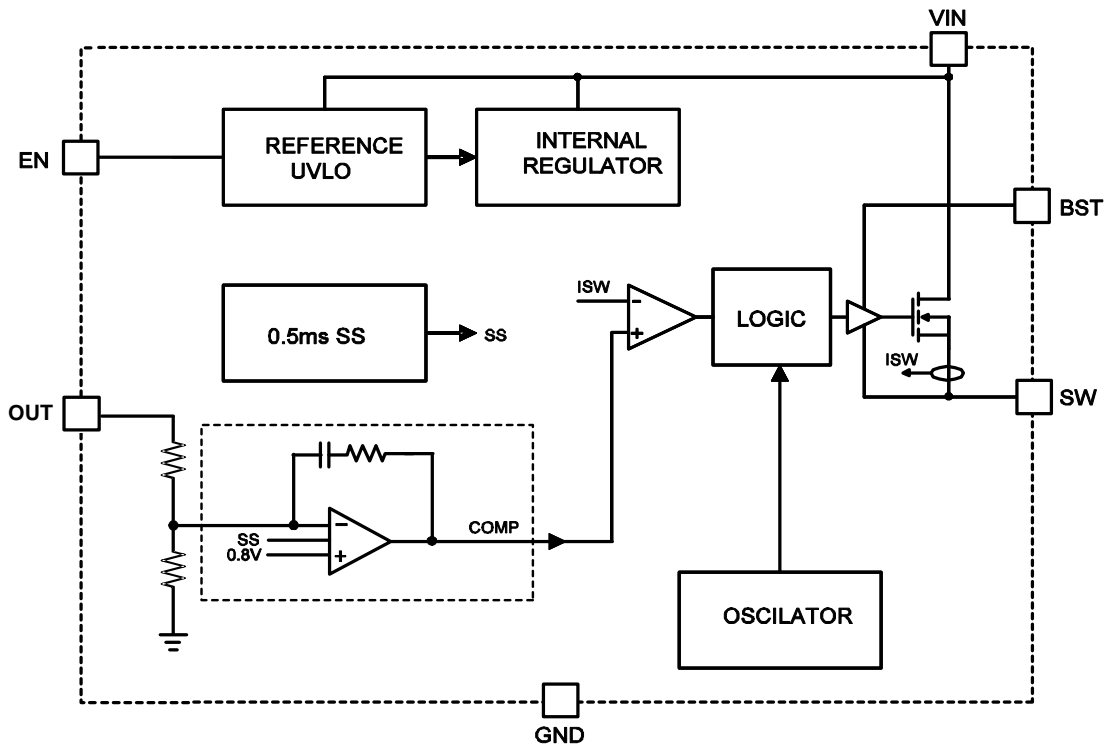 VIN
EN
REFERENCE
UVLO
INTERNAL
REGULATOR
BST
0.5ms SS
SS
ISW
−
+
LOGIC
ISW
SW
OUT
−
SS
0.8V
+
COMP
OSCILATOR
GND